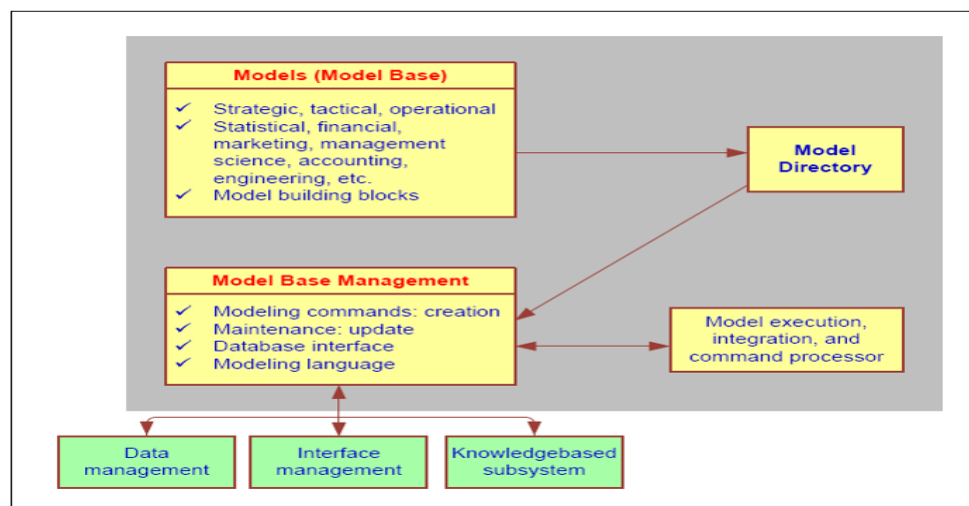 Models (Model Base)
✓ Strategic, tactical, operational
✓ Statistical, financial,
marketing, management
science, accounting,
engineering, etc.
✓ Model building blocks
Model
Directory
Model Base Management
✓ Modeling commands: creation
✓ Maintenance: update
✓ Database interface
✓ Modeling language
Model execution,
integration, and
command processor
Data
management
Interface
management
Knowledgebased
subsystem